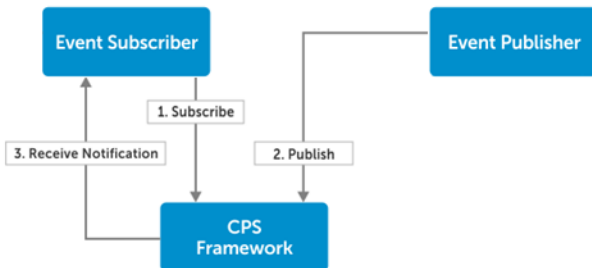 Event Subscriber
Event Publisher
1. Subscribe
3. Receive Notification
2. Publish
CPS
Framework